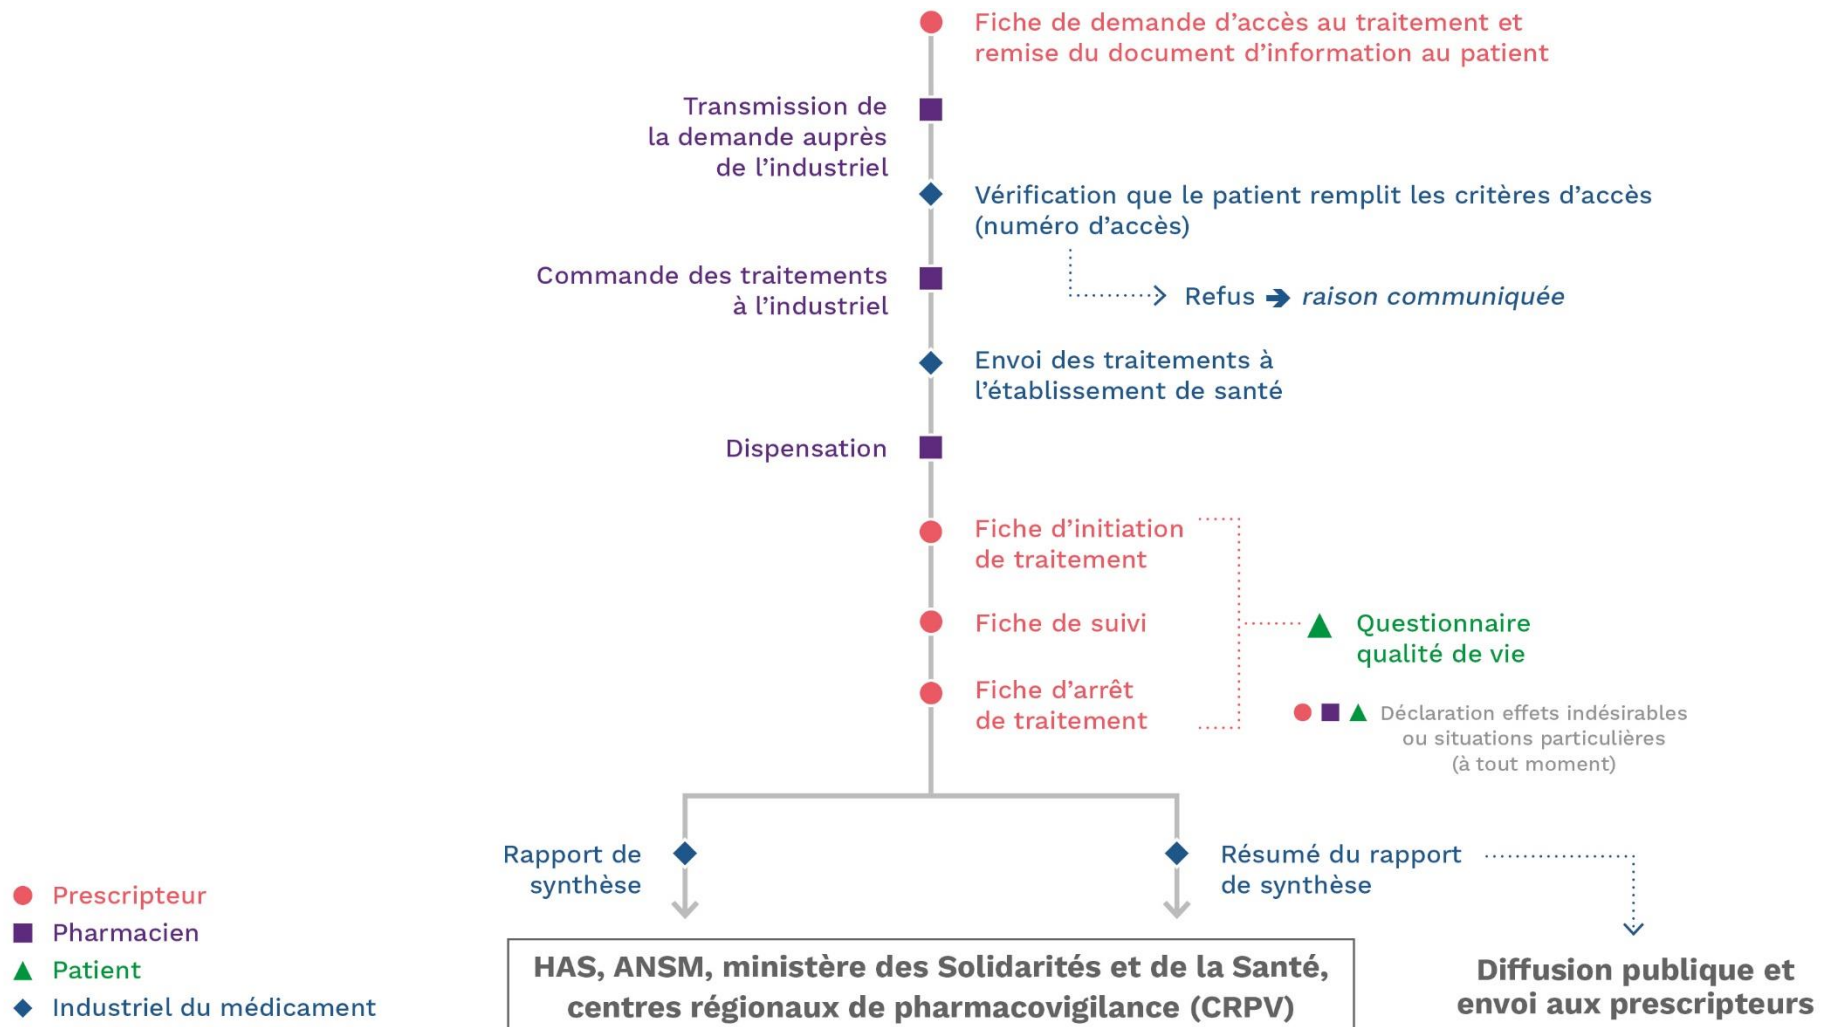 Fiche de demande d’accès au traitement et
remise du document d’information au patient
Transmission de
la demande auprès
de l’industriel
Vérification que le patient remplit les critères d’accès
(numéro d’accès)
Refus ➔ raison communiquée
Commande des traitements
à l’industriel
Envoi des traitements à
l’établissement de santé
Dispensation
Fiche d’initiation
de traitement
Fiche de suivi
Fiche d’arrêt
de traitement
Questionnaire
qualité de vie
Déclaration effets indésirables
ou situations particulières
(à tout moment)
Rapport de
synthèse
Résumé du rapport
de synthèse
HAS, ANSM, ministère des Solidarités et de la Santé,
centres régionaux de pharmacovigilance (CRPV)
Diffusion publique et
envoi aux prescripteurs
Prescripteur
Pharmacien
Patient
Industriel du médicament